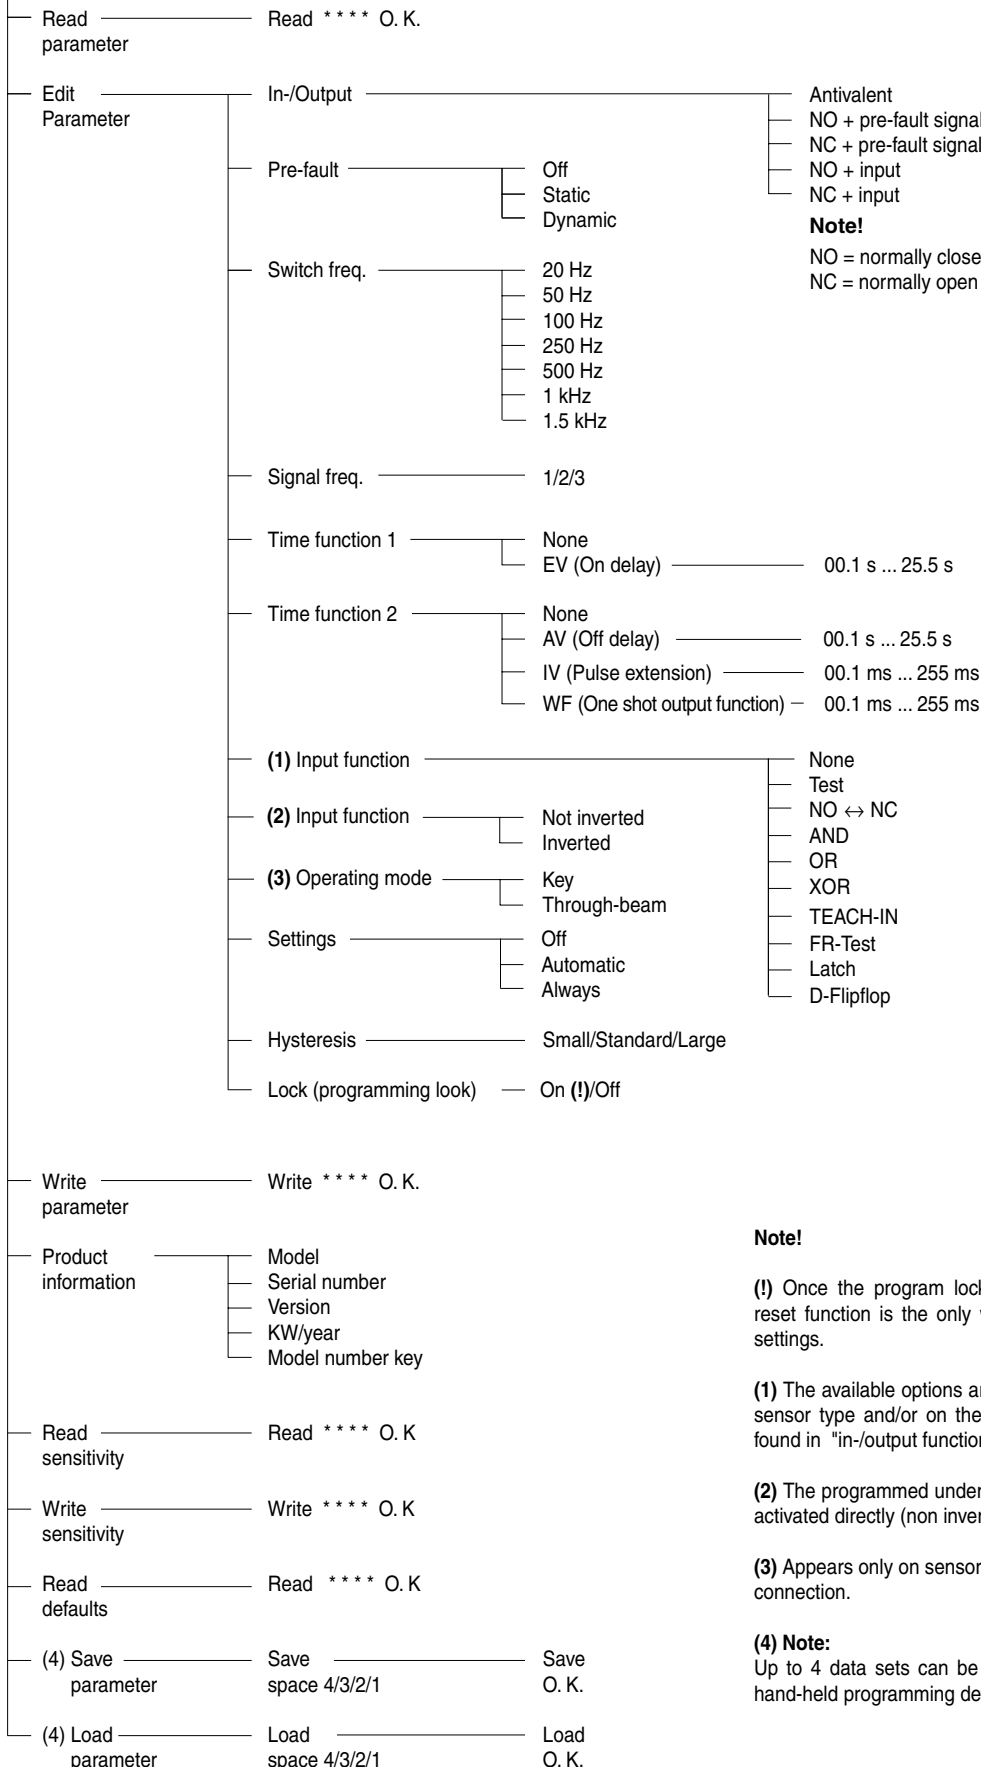 Read Read * * * * O. K.
parameter
Edit In-/Output Antivalent
Parameter NO + pre-fault signal
NC + pre-fault signal
Pre-fault Off NO + input
Static NC + input
Dynamic Note!
NO = normally close
Switch freq. 20 Hz NC = normally open
50 Hz
100 Hz
250 Hz
500 Hz
1 kHz
1.5 kHz
Signal freq. 1/2/3
Time function 1 None
EV (On delay) 00.1 s ... 25.5 s
Time function 2 None
AV (Off delay) 00.1 s ... 25.5 s
IV (Pulse extension) 00.1 ms ... 255 ms
WF (One shot output function) 00.1 ms ... 255 ms
(1) Input function None
Test
NO ↔ NC
(2) Input function Not inverted AND
Inverted OR
(3) Operating mode Key XOR
Through-beam TEACH-IN
Settings Off FR-Test
Automatic Latch
Always D-Flipflop
Hysteresis Small/Standard/Large
Lock (programming look) On (!)/Off
Write Write * * * * O. K.
parameter
Product Model
information Serial number
Version
KW/year
Model number key
Read Read * * * * O. K
sensitivity
Write Write * * * * O. K
sensitivity
Read Read * * * * O. K
defaults
(4) Save Save Save
parameter space 4/3/2/1 O. K.
(4) Load Load Load
parameter space 4/3/2/1 O. K.
Note!
(!) Once the program lock
reset function is the only
settings.
(1) The available options
sensor type and/or on the
found in "in-/output function
(2) The programmed under
activated directly (non
(3) Appears only on sensor
connection.
(4) Note:
Up to 4 data sets can be
hand-held programming